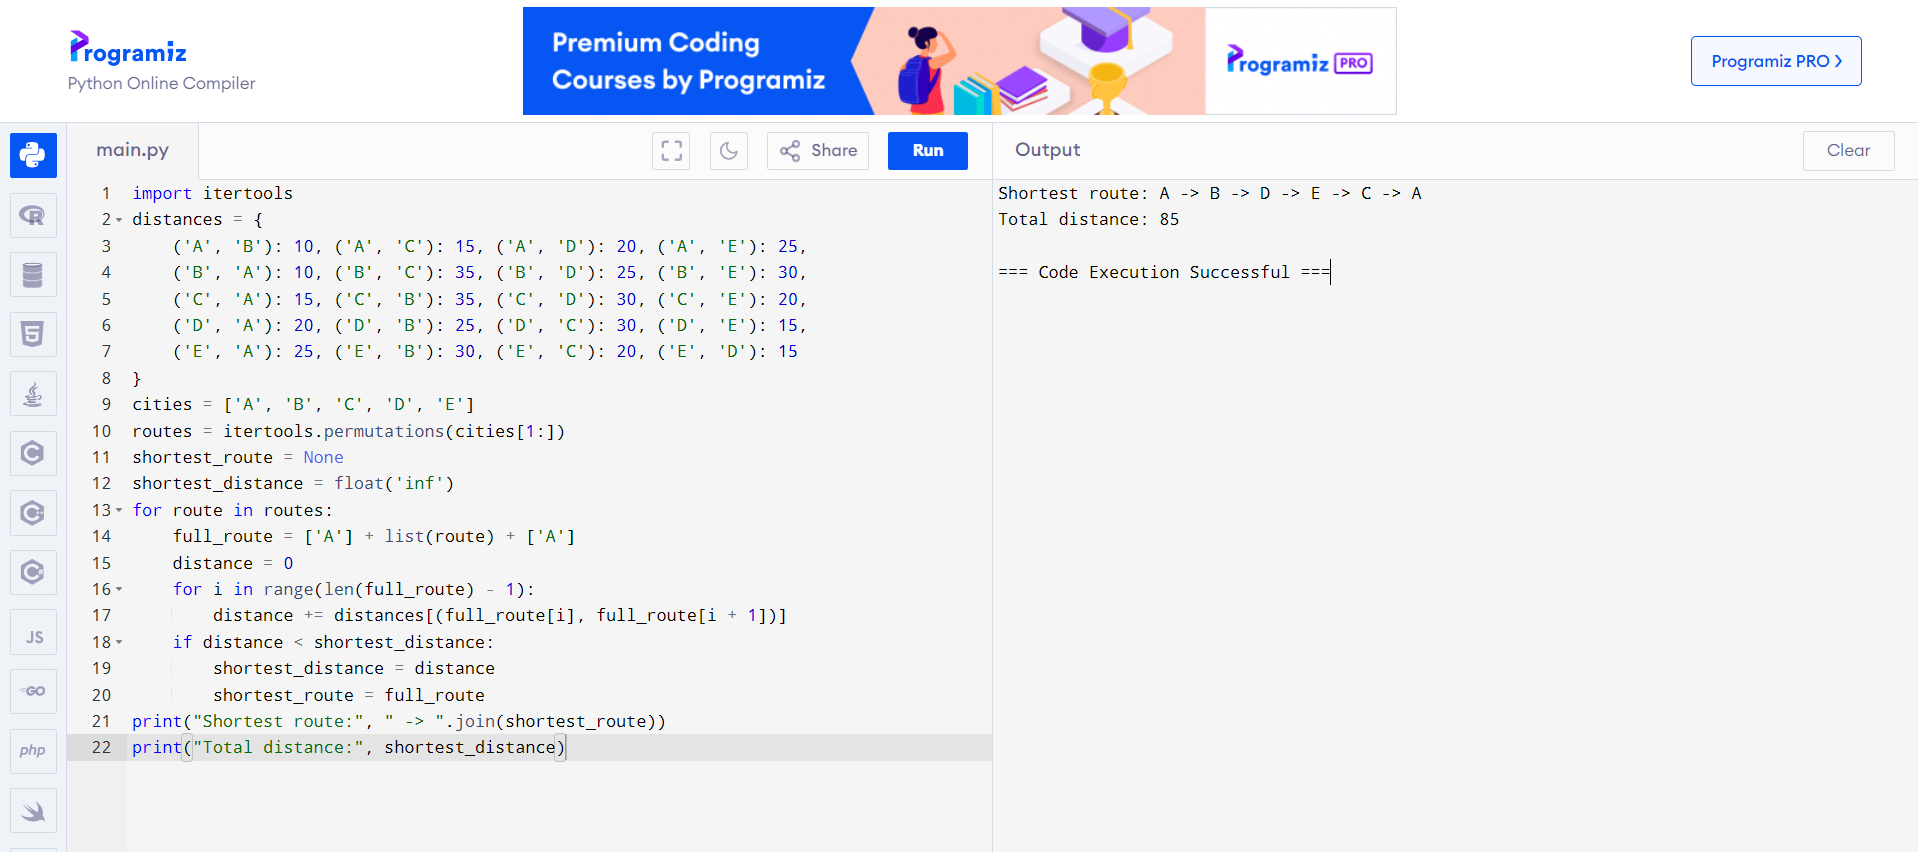 Programiz
Python Online Compiler
Premium Coding
Courses by Programiz
Programiz PRO
Programiz PRO >
main.py
Share
Run
Output
Clear
1 import itertools
2 distances = {
3     ('A', 'B'): 10, ('A', 'C'): 15, ('A', 'D'): 20, ('A', 'E'): 25,
4     ('B', 'A'): 10, ('B', 'C'): 35, ('B', 'D'): 25, ('B', 'E'): 30,
5     ('C', 'A'): 15, ('C', 'B'): 35, ('C', 'D'): 30, ('C', 'E'): 20,
6     ('D', 'A'): 20, ('D', 'B'): 25, ('D', 'C'): 30, ('D', 'E'): 15,
7     ('E', 'A'): 25, ('E', 'B'): 30, ('E', 'C'): 20, ('E', 'D'): 15
8 }
9 cities = ['A', 'B', 'C', 'D', 'E']
10 routes = itertools.permutations(cities[1:])
11 shortest_route = None
12 shortest_distance = float('inf')
13 for route in routes:
14     full_route = ['A'] + list(route) + ['A']
15     distance = 0
16     for i in range(len(full_route) - 1):
17         distance += distances[(full_route[i], full_route[i + 1])]
18     if distance < shortest_distance:
19         shortest_distance = distance
20         shortest_route = full_route
21 print("Shortest route:", " -> ".join(shortest_route))
22 print("Total distance:", shortest_distance)
Shortest route: A -> B -> D -> E -> C -> A
Total distance: 85
=== Code Execution Successful ===
R
5
C
C
C
JS
GO
php